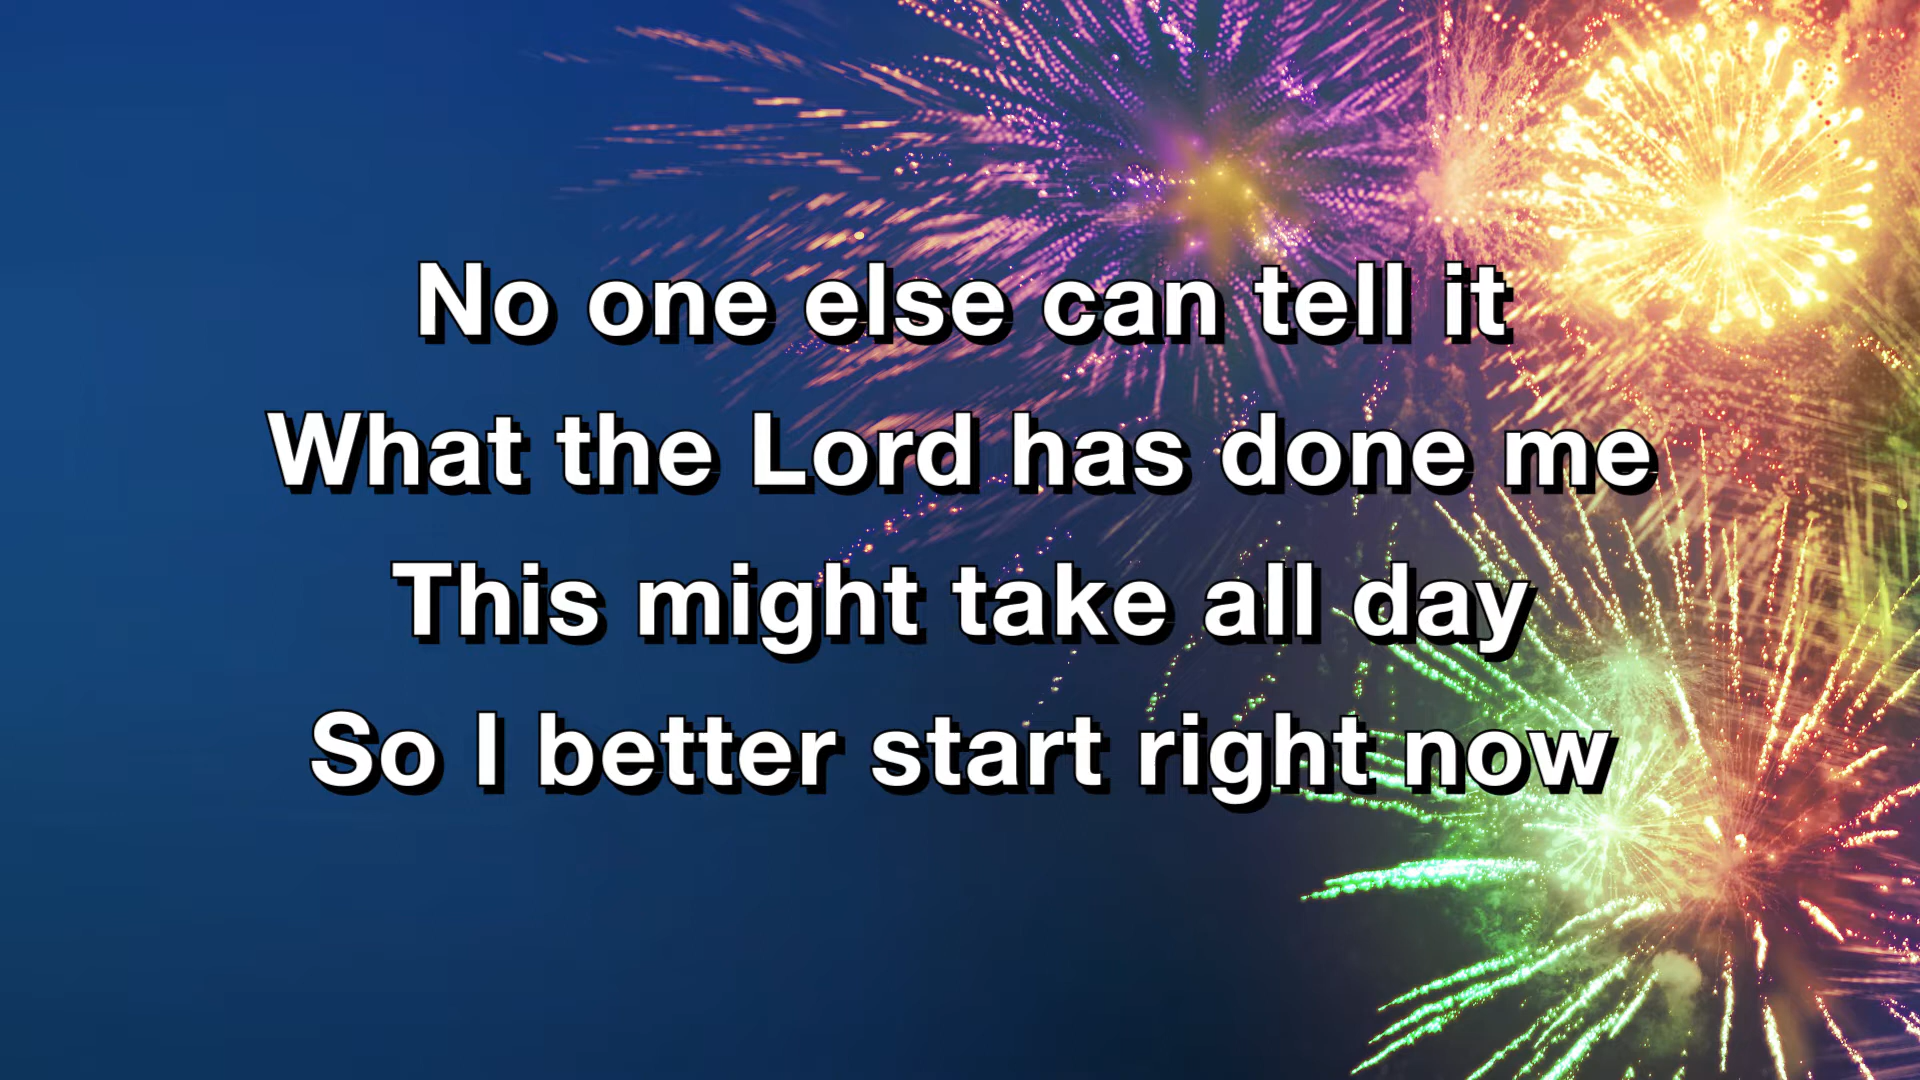 No one else can tell it
What the Lord has done me
This might take all day
So I better start right now